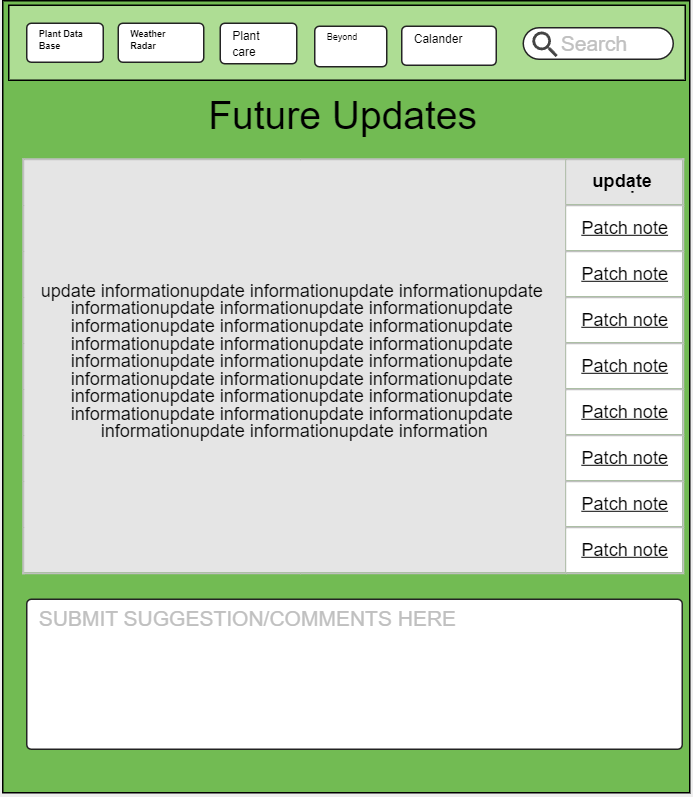 Plant Data
Base
Weather
Radar
Plant
care
Beyond
Calander
Search
Future Updates
update informationupdate informationupdate informationupdate
informationupdate informationupdate informationupdate
informationupdate informationupdate informationupdate
informationupdate informationupdate informationupdate
informationupdate informationupdate informationupdate
informationupdate informationupdate informationupdate
informationupdate informationupdate informationupdate
informationupdate informationupdate informationupdate
informationupdate informationupdate information
update
Patch note
Patch note
Patch note
Patch note
Patch note
Patch note
Patch note
Patch note
SUBMIT SUGGESTION/COMMENTS HERE